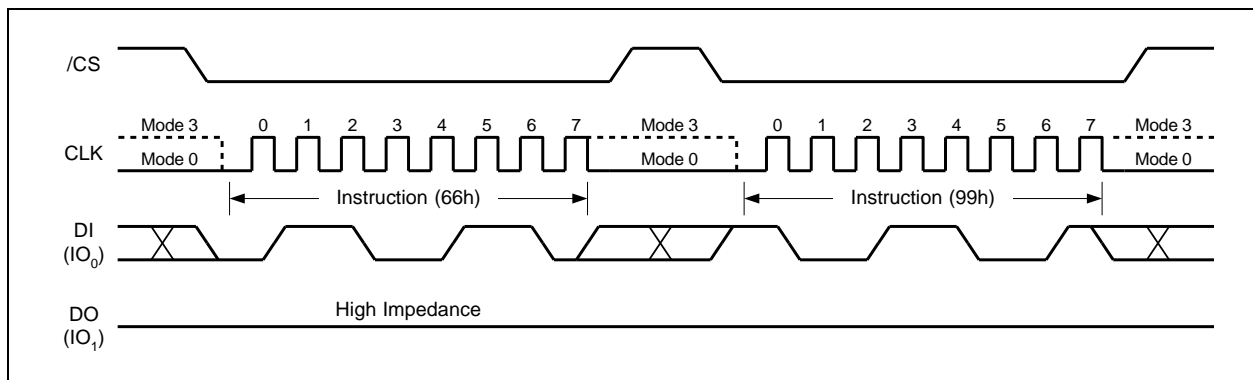 /CS
Mode 3 0 1 2 3 4 5 6 7 Mode 3 0 1 2 3 4 5 6 7 Mode 3
CLK
Mode 0 Mode 0 Mode 0
Instruction (66h) Instruction (99h)
DI
(IO₀)
High Impedance
DO
(IO₁)